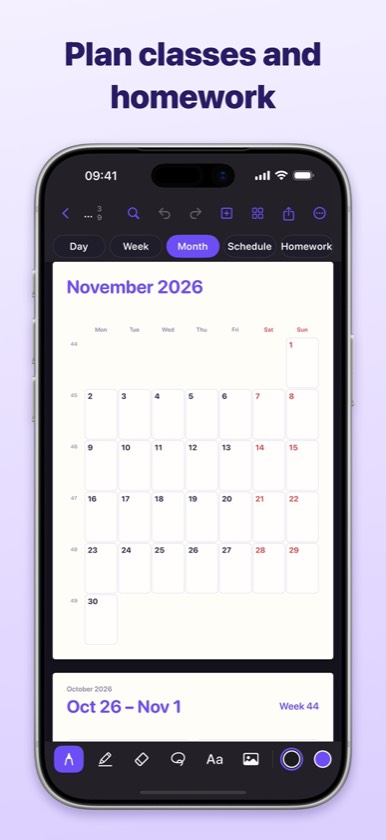 Plan classes and
homework
09:41
... 3
9
Day Week Month Schedule Homework
November 2026
Mon Tue Wed Thu Fri Sat Sun
44 1
45 2 3 4 5 6 7 8
46 9 10 11 12 13 14 15
47 16 17 18 19 20 21 22
48 23 24 25 26 27 28 29
49 30
October 2026
Oct 26 – Nov 1 Week 44
Aa